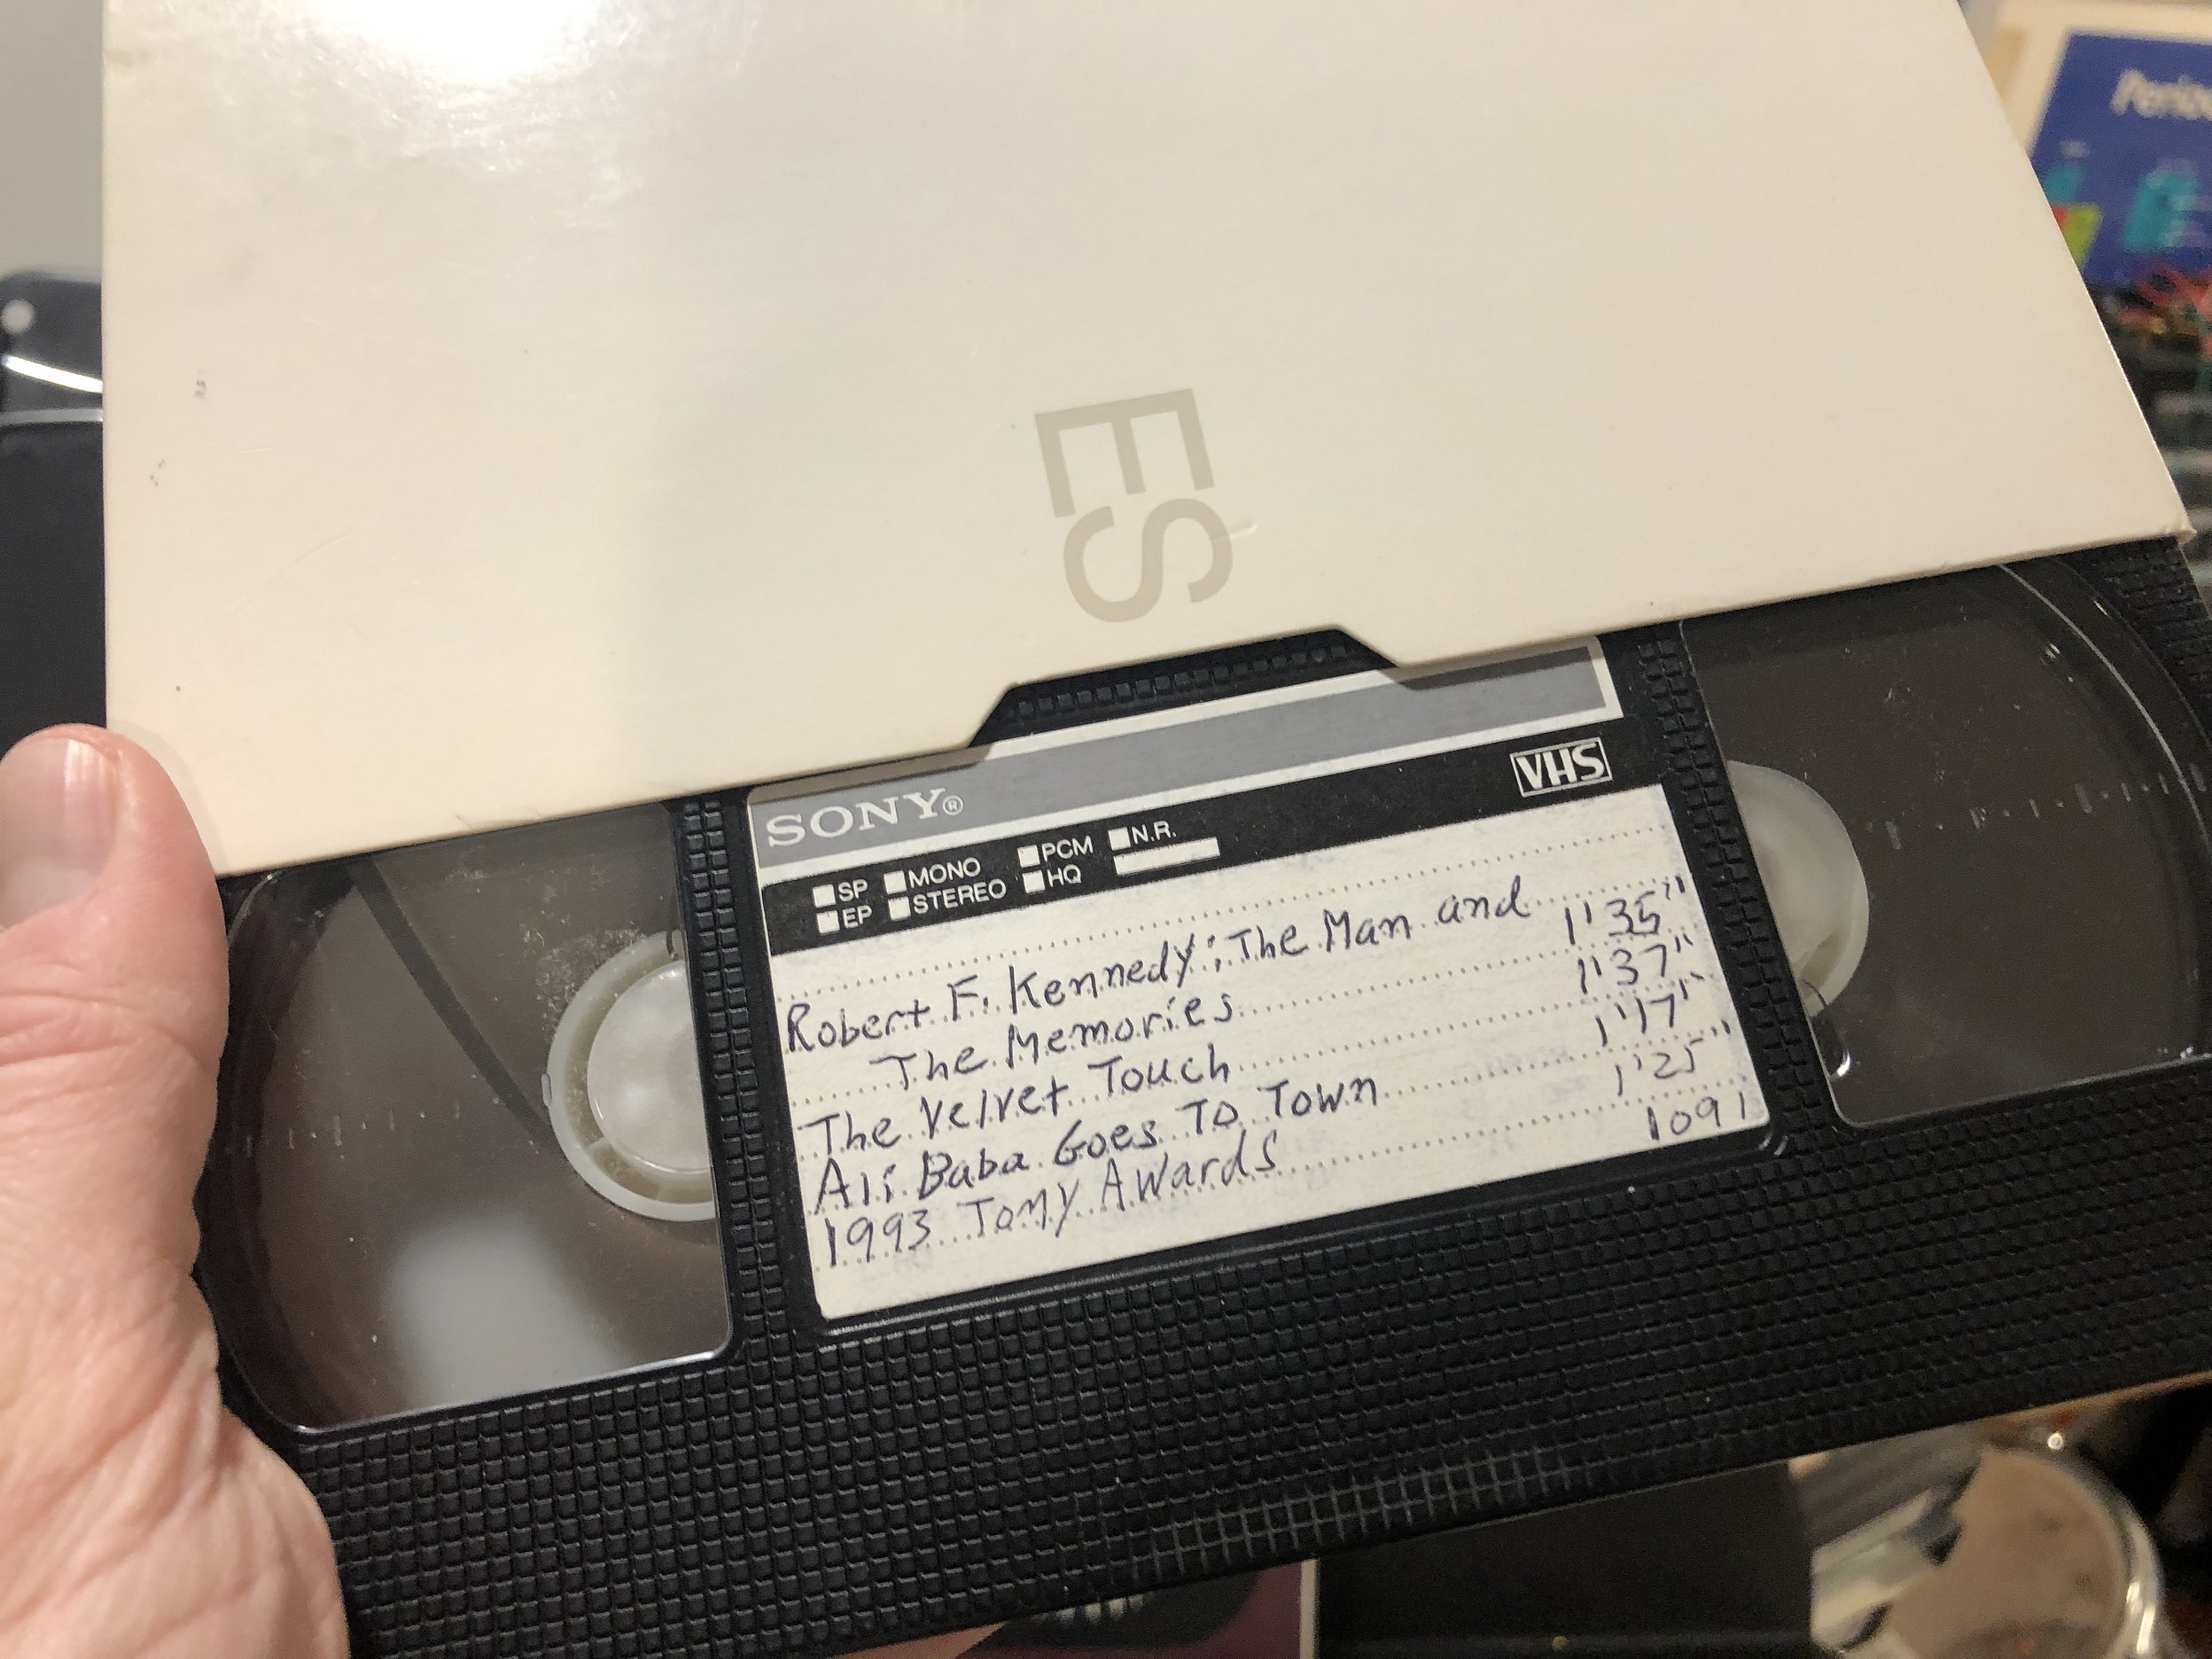 ES
SONY®
VHS
SP MONO PCM N.R.
EP STEREO HQ
Robert F. Kennedy; The Man and
The Memories 1'35"
The Velvet Touch 1'37"
Ali Baba Goes To Town 1'17"
1993 Tony Awards 1'25"
1091